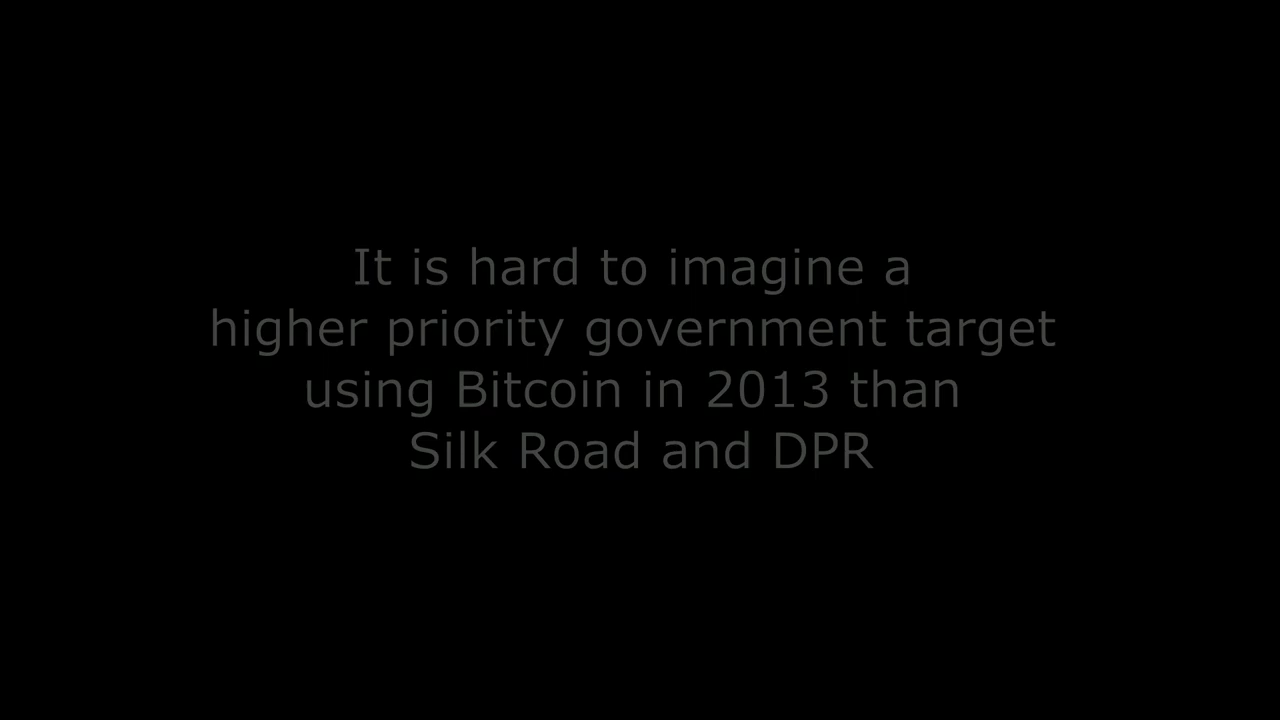 It is hard to imagine a
higher priority government target
using Bitcoin in 2013 than
Silk Road and DPR